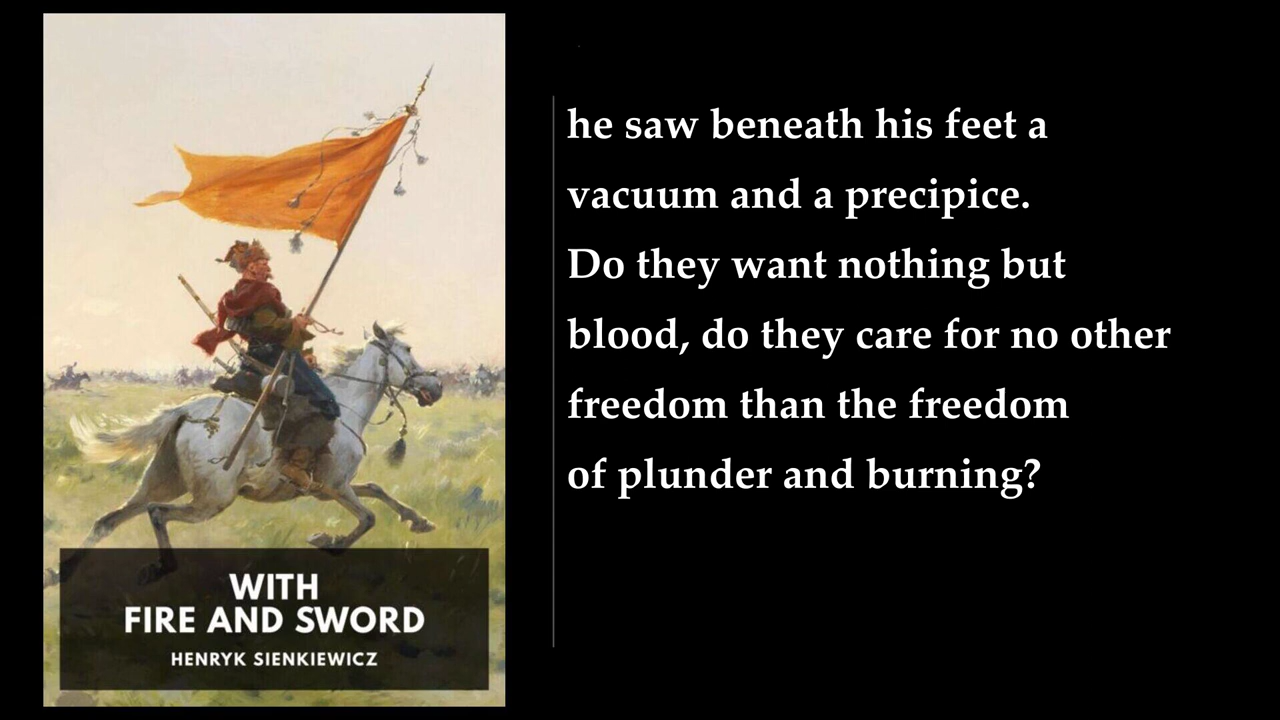 he saw beneath his feet a
vacuum and a precipice.
Do they want nothing but
blood, do they care for no other
freedom than the freedom
of plunder and burning?
WITH
FIRE AND SWORD
HENRYK SIENKIEWICZ